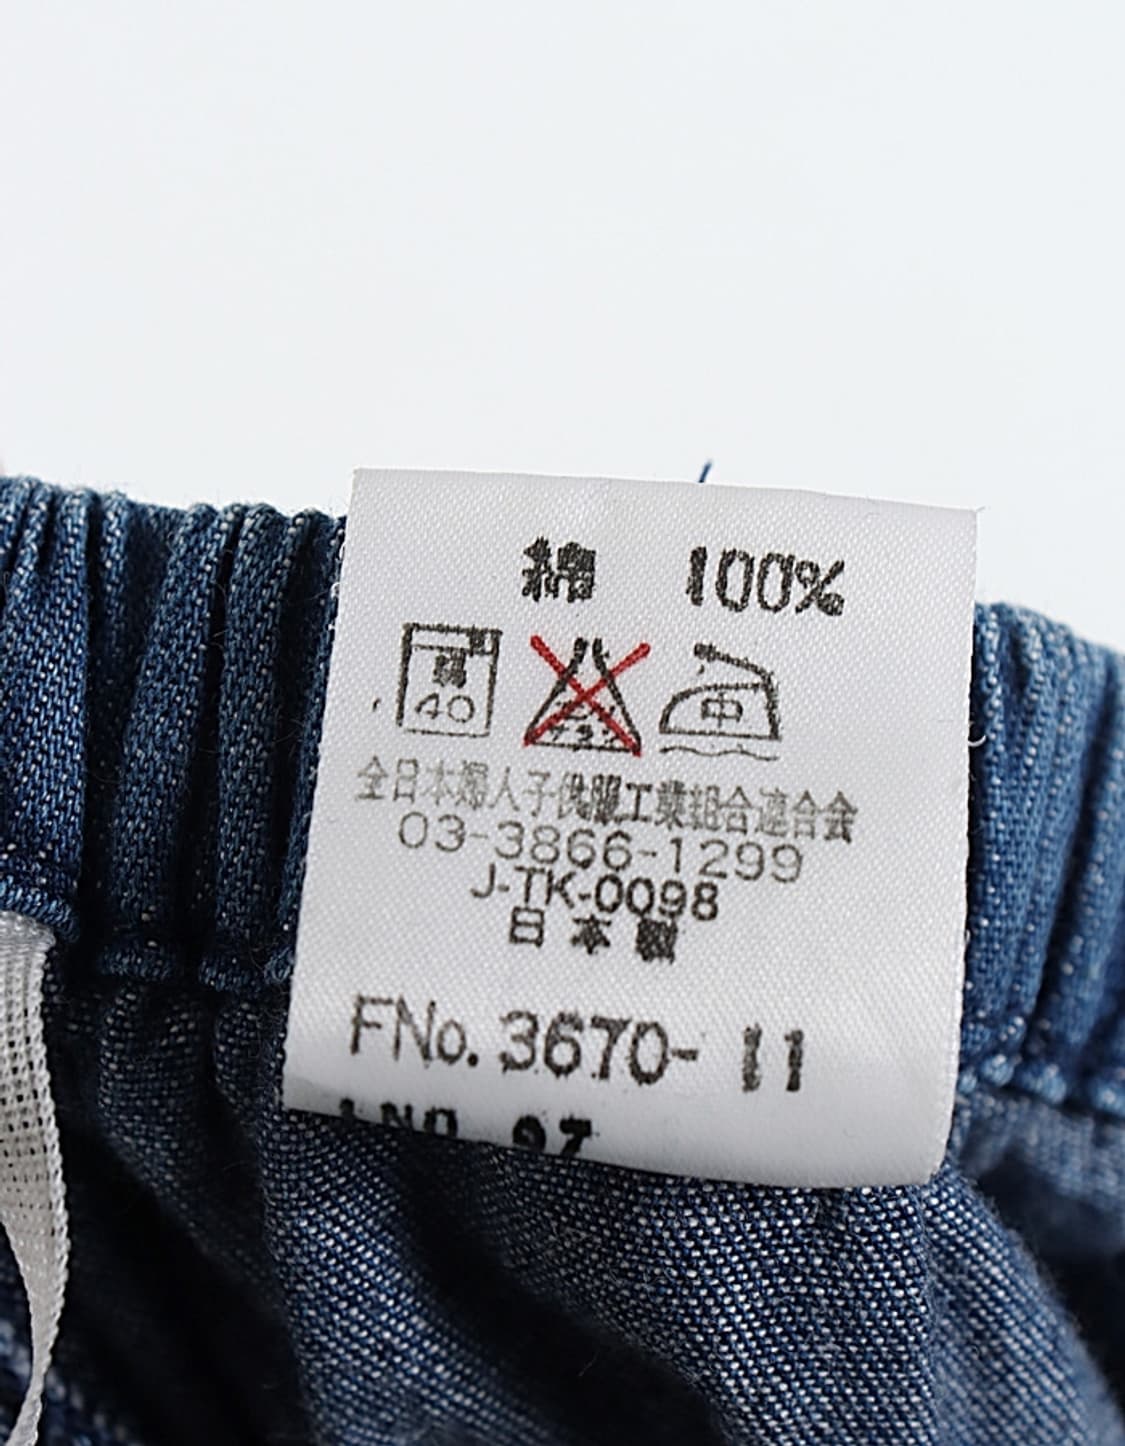 綿 100%
弱 40 中
全日本婦人子供服工業組合連合会
03-3866-1299
J-TK-0098
日本製
FNo. 3670-11